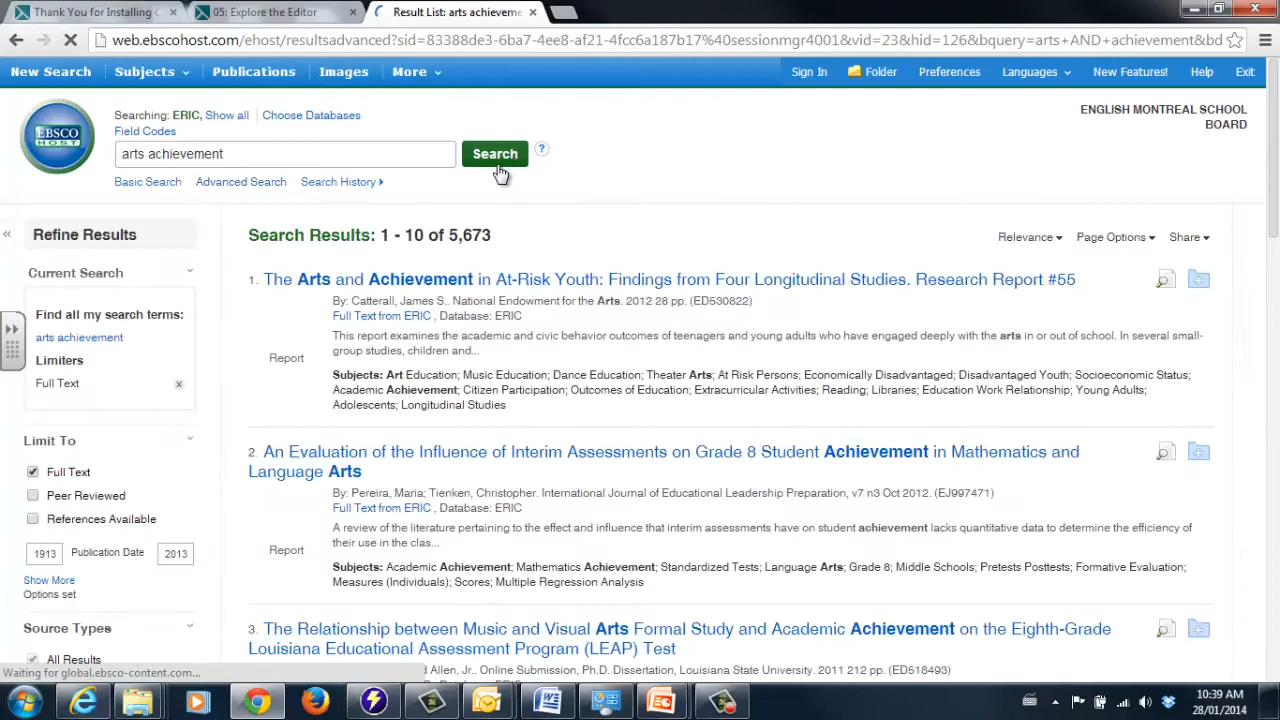 Thank You for Installing C
05: Explore the Editor
Result List: arts achieveme
web.ebscohost.com/ehost/resultsadvanced?sid=83388de3-6ba7-4ee8-af21-4fcc6a187b17%40sessionmgr4001&vid=23&hid=126&bquery=arts+AND+achievement&bd
New Search Subjects Publications Images More Sign In Folder Preferences Languages New Features! Help Exit
EBSCO HOST
Searching: ERIC, Show all Choose Databases
Field Codes
arts achievement
Search
?
Basic Search Advanced Search Search History
ENGLISH MONTREAL SCHOOL
BOARD
Refine Results
Current Search
Find all my search terms:
arts achievement
Limiters
Full Text
Limit To
Full Text
Peer Reviewed
References Available
1913 Publication Date 2013
Show More
Options set
Source Types
All Results
Search Results: 1 - 10 of 5,673
Relevance Page Options Share
1. The Arts and Achievement in At-Risk Youth: Findings from Four Longitudinal Studies. Research Report #55
By: Catterall, James S.. National Endowment for the Arts. 2012 28 pp. (ED530822)
Full Text from ERIC , Database: ERIC
This report examines the academic and civic behavior outcomes of teenagers and young adults who have engaged deeply with the arts in or out of school. In several small-
group studies, children and...
Report
Subjects: Art Education; Music Education; Dance Education; Theater Arts; At Risk Persons; Economically Disadvantaged; Disadvantaged Youth; Socioeconomic Status;
Academic Achievement; Citizen Participation; Outcomes of Education; Extracurricular Activities; Reading; Libraries; Education Work Relationship; Young Adults;
Adolescents; Longitudinal Studies
2. An Evaluation of the Influence of Interim Assessments on Grade 8 Student Achievement in Mathematics and
Language Arts
By: Pereira, Maria; Tienken, Christopher. International Journal of Educational Leadership Preparation, v7 n3 Oct 2012. (EJ997471)
Full Text from ERIC , Database: ERIC
A review of the literature pertaining to the effect and influence that interim assessments have on student achievement lacks quantitative data to determine the efficiency of
their use in the clas...
Report
Subjects: Academic Achievement; Mathematics Achievement; Standardized Tests; Language Arts; Grade 8; Middle Schools; Pretests Posttests; Formative Evaluation;
Measures (Individuals); Scores; Multiple Regression Analysis
3. The Relationship between Music and Visual Arts Formal Study and Academic Achievement on the Eighth-Grade
Louisiana Educational Assessment Program (LEAP) Test
d Allen, Jr.. Online Submission, Ph.D. Dissertation, Louisiana State University. 2011 212 pp. (ED518493)
Waiting for global.ebsco-content.com...
10:39 AM
28/01/2014